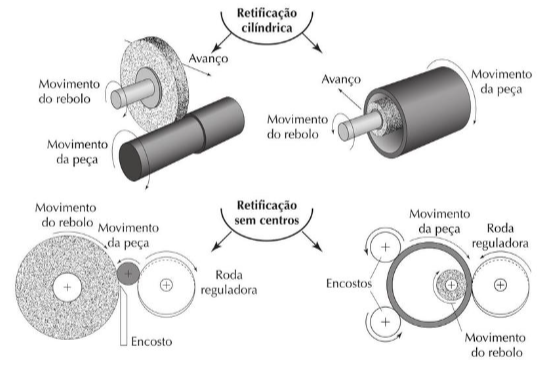 Retificação
cilíndrica
Avanço
Movimento
do rebolo
Movimento
da peça
Avanço
Movimento
da peça
Movimento
do rebolo
Retificação
sem centros
Movimento
do rebolo
Movimento
da peça
Roda
reguladora
Encosto
Movimento
da peça
Roda
reguladora
Encostos
Movimento
do rebolo